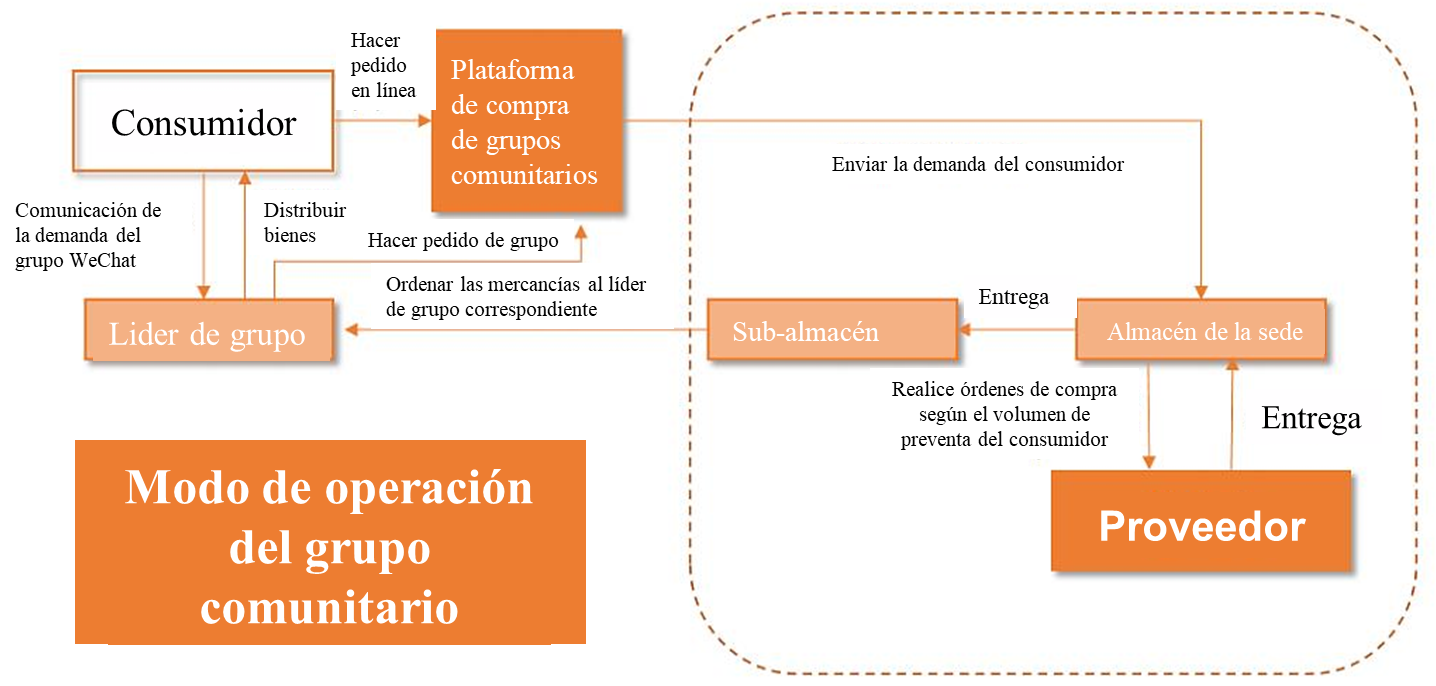 Hacer
pedido
en línea
Plataforma
de compra
de grupos
comunitarios
Consumidor
Enviar la demanda del consumidor
Comunicación de
la demanda del
grupo WeChat
Distribuir
bienes
Hacer pedido de grupo
Ordenar las mercancías al líder
de grupo correspondiente
Entrega
Lider de grupo
Sub-almacén
Almacén de la sede
Realice órdenes de compra
según el volumen de
preventa del consumidor
Entrega
Modo de operación
del grupo
comunitario
Proveedor